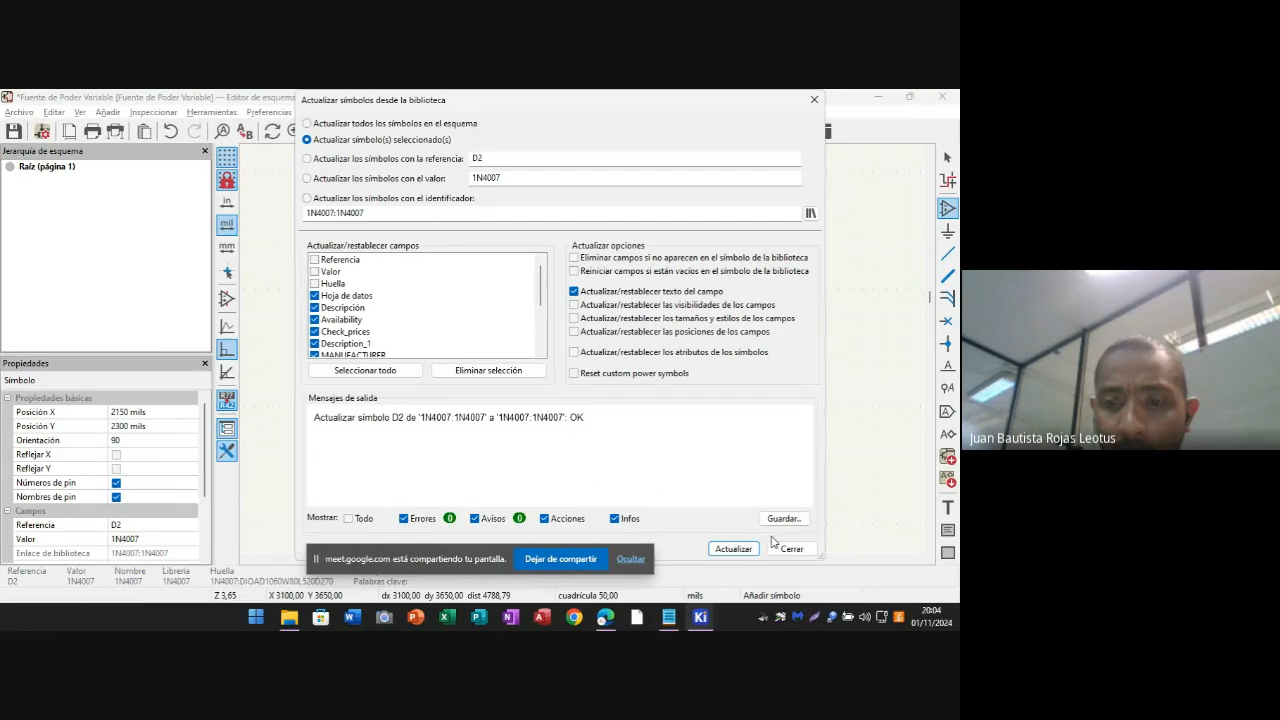 *Fuente de Poder Variable [Fuente de Poder Variable] — Editor de esquema
Archivo Editar Ver Añadir Inspeccionar Herramientas Preferencias
Jerarquía de esquema
Raíz (página 1)
in
mil
mm
Actualizar símbolos desde la biblioteca
Actualizar todos los símbolos en el esquema
Actualizar símbolo(s) seleccionado(s)
Actualizar los símbolos con la referencia: D2
Actualizar los símbolos con el valor: 1N4007
Actualizar los símbolos con el identificador:
1N4007:1N4007
Actualizar/restablecer campos
Referencia
Valor
Huella
Hoja de datos
Descripción
Availability
Check_prices
Description_1
MANUFACTURER
Seleccionar todo Eliminar selección
Actualizar opciones
Eliminar campos si no aparecen en el símbolo de la biblioteca
Reiniciar campos si están vacíos en el símbolo de la biblioteca
Actualizar/restablecer texto del campo
Actualizar/restablecer las visibilidades de los campos
Actualizar/restablecer los tamaños y estilos de los campos
Actualizar/restablecer las posiciones de los campos
Actualizar/restablecer los atributos de los símbolos
Reset custom power symbols
Mensajes de salida
Actualizar símbolo D2 de '1N4007:1N4007' a '1N4007:1N4007': OK
Mostrar: Todo Errores 0 Avisos 0 Acciones Infos Guardar..
Actualizar Cerrar
Propiedades
Símbolo
Propiedades básicas
Posición X 2150 mils
Posición Y 2300 mils
Orientación 90
Reflejar X
Reflejar Y
Números de pin
Nombres de pin
Campos
Referencia D2
Valor 1N4007
Enlace de biblioteca 1N4007:1N4007
meet.google.com está compartiendo tu pantalla. Dejar de compartir Ocultar
Referencia Valor Nombre Librería Huella
D2 1N4007 1N4007 1N4007 1N4007:DIOAD1060W80L520D270 Palabras clave:
Z 3,65 X 3100,00 Y 3650,00 dx 3100,00 dy 3650,00 dist 4788,79 cuadrícula 50,00 mils Añadir símbolo
20:04
01/11/2024
Juan Bautista Rojas Leotus